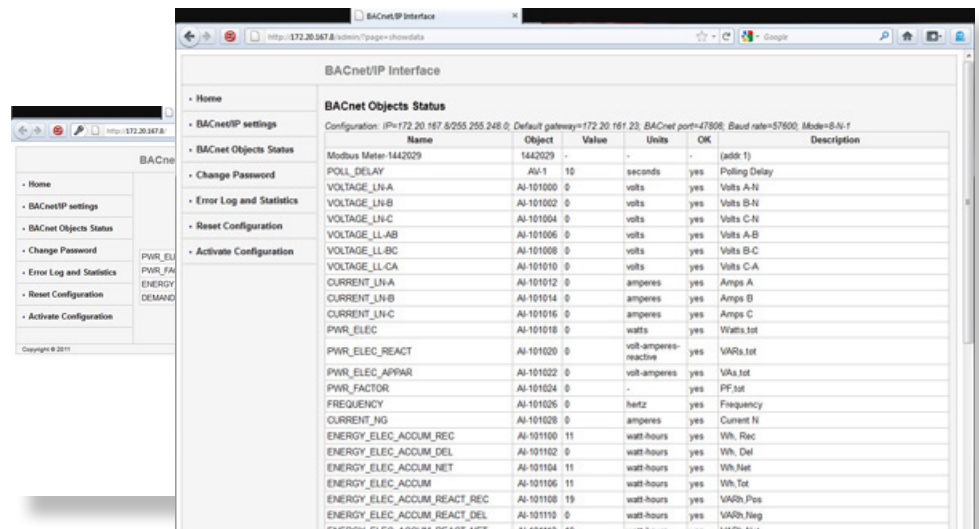 BACnet/IP Interface
http://172.20.167.8/admin/?page=showdata
Google
BACnet/IP Interface
• Home
• BACnet/IP settings
• BACnet Objects Status
• Change Password
• Error Log and Statistics
• Reset Configuration
• Activate Configuration
BACnet Objects Status
Configuration: IP=172.20.167.8/255.255.248.0; Default gateway=172.20.161.23; BACnet port=47808; Baud rate=57600; Mode=8-N-1
Name Object Value Units OK Description
Modbus Meter-1442029 1442029 - - - (addr:1)
POLL_DELAY AV-1 10 seconds yes Polling Delay
VOLTAGE_LN-A AI-101000 0 volts yes Volts A-N
VOLTAGE_LN-B AI-101002 0 volts yes Volts B-N
VOLTAGE_LN-C AI-101004 0 volts yes Volts C-N
VOLTAGE_LL-AB AI-101006 0 volts yes Volts A-B
VOLTAGE_LL-BC AI-101008 0 volts yes Volts B-C
VOLTAGE_LL-CA AI-101010 0 volts yes Volts C-A
CURRENT_LN-A AI-101012 0 amperes yes Amps A
CURRENT_LN-B AI-101014 0 amperes yes Amps B
CURRENT_LN-C AI-101016 0 amperes yes Amps C
PWR_ELEC AI-101018 0 watts yes Watts,tot
PWR_ELEC_REACT AI-101020 0 volt-amperes-reactive yes VARs,tot
PWR_ELEC_APPAR AI-101022 0 volt-amperes yes VAs,tot
PWR_FACTOR AI-101024 0 - yes PF,tot
FREQUENCY AI-101026 0 hertz yes Frequency
CURRENT_NG AI-101028 0 amperes yes Current N
ENERGY_ELEC_ACCUM_REC AI-101100 11 watt-hours yes Wh, Rec
ENERGY_ELEC_ACCUM_DEL AI-101102 0 watt-hours yes Wh, Del
ENERGY_ELEC_ACCUM_NET AI-101104 11 watt-hours yes Wh,Net
ENERGY_ELEC_ACCUM AI-101106 11 watt-hours yes Wh,Tot
ENERGY_ELEC_ACCUM_REACT_REC AI-101108 19 watt-hours yes VARh,Pos
ENERGY_ELEC_ACCUM_REACT_DEL AI-101110 0 watt-hours yes VARh,Neg
http://172.20.167.8/
BACne
• Home
• BACnet/IP settings
• BACnet Objects Status
• Change Password
• Error Log and Statistics
• Reset Configuration
• Activate Configuration
PWR_EL
PWR_FA
ENERGY
DEMAND
Copyright © 2011